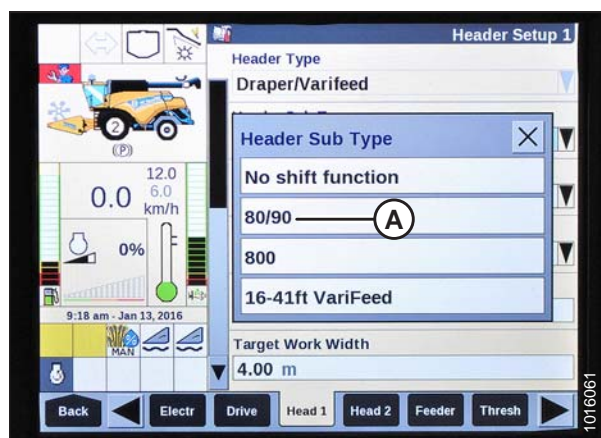 Header Setup 1
Header Type
Draper/Varifeed
Header Sub Type
No shift function
80/90
A
800
16-41ft VariFeed
2
(P)
12.0
0.0
6.0
km/h
0%
9:18 am - Jan 13, 2016
MAN
Target Work Width
4.00 m
Back
Electr
Drive
Head 1
Head 2
Feeder
Thresh
1016061